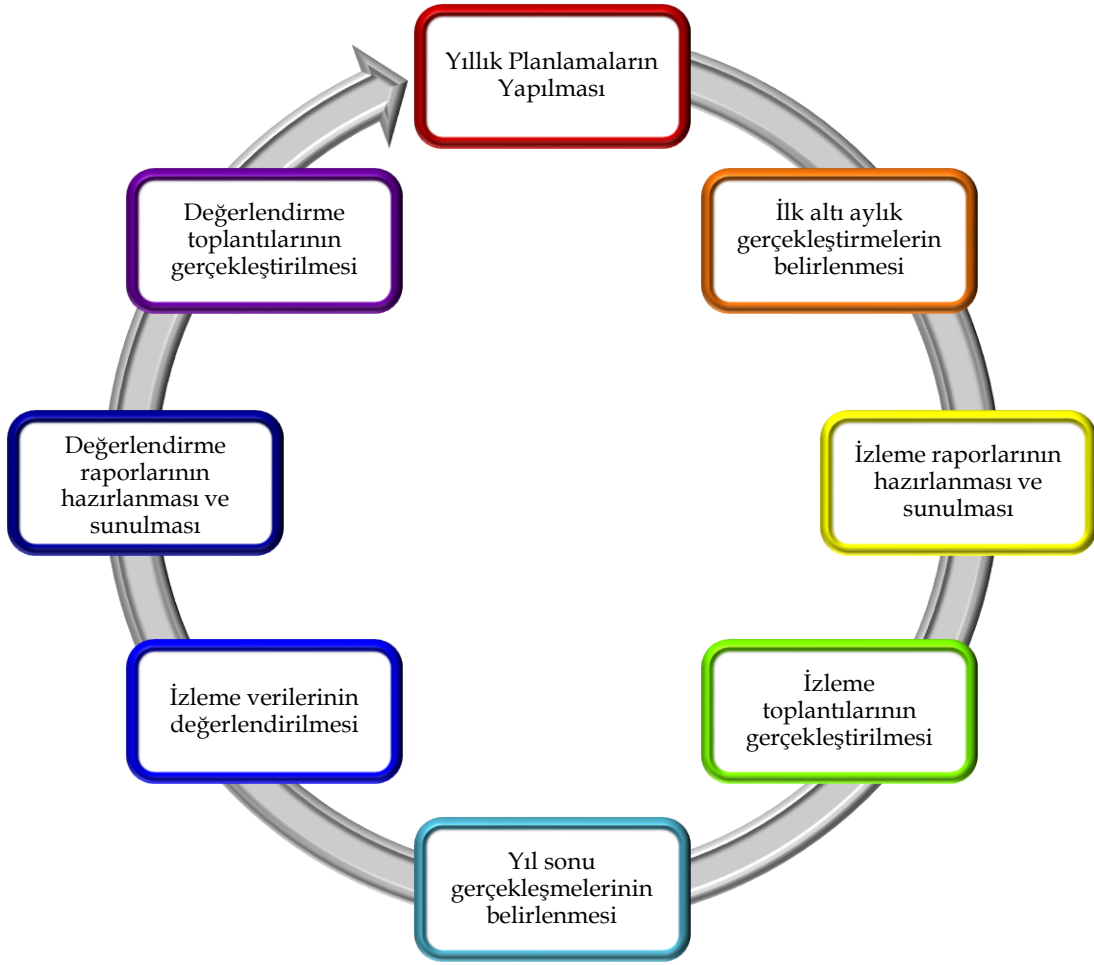 Yıllık Planlamaların
Yapılması
İlk altı aylık
gerçekleştirmelerin
belirlenmesi
İzleme raporlarının
hazırlanması ve
sunulması
İzleme
toplantılarının
gerçekleştirilmesi
Yıl sonu
gerçekleşmelerinin
belirlenmesi
İzleme verilerinin
değerlendirilmesi
Değerlendirme
raporlarının
hazırlanması ve
sunulması
Değerlendirme
toplantılarının
gerçekleştirilmesi